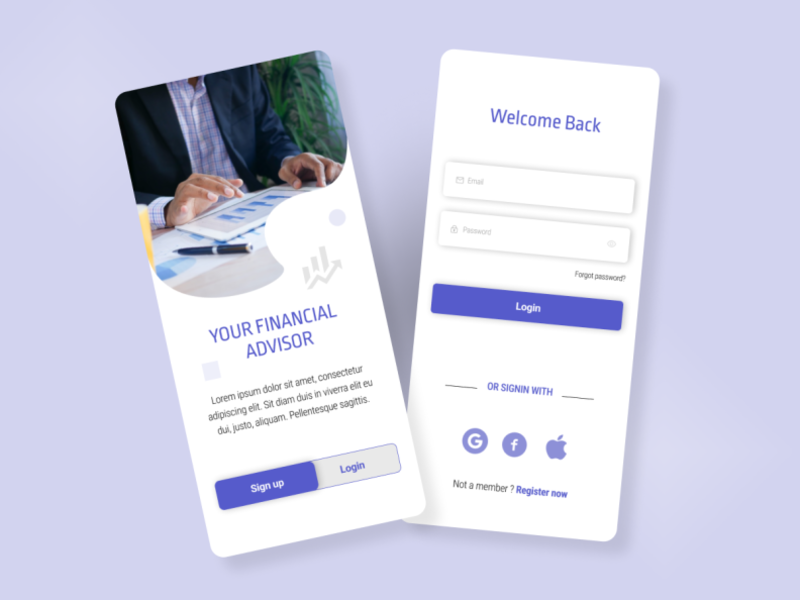 YOUR FINANCIAL
ADVISOR
Lorem ipsum dolor sit amet, consectetur
adipiscing elit. Sit diam duis in viverra elit eu
dui, justo, aliquam. Pellentesque sagittis.
Sign up
Login
Welcome Back
Email
Password
Forgot password?
Login
OR SIGNIN WITH
Not a member ? Register now